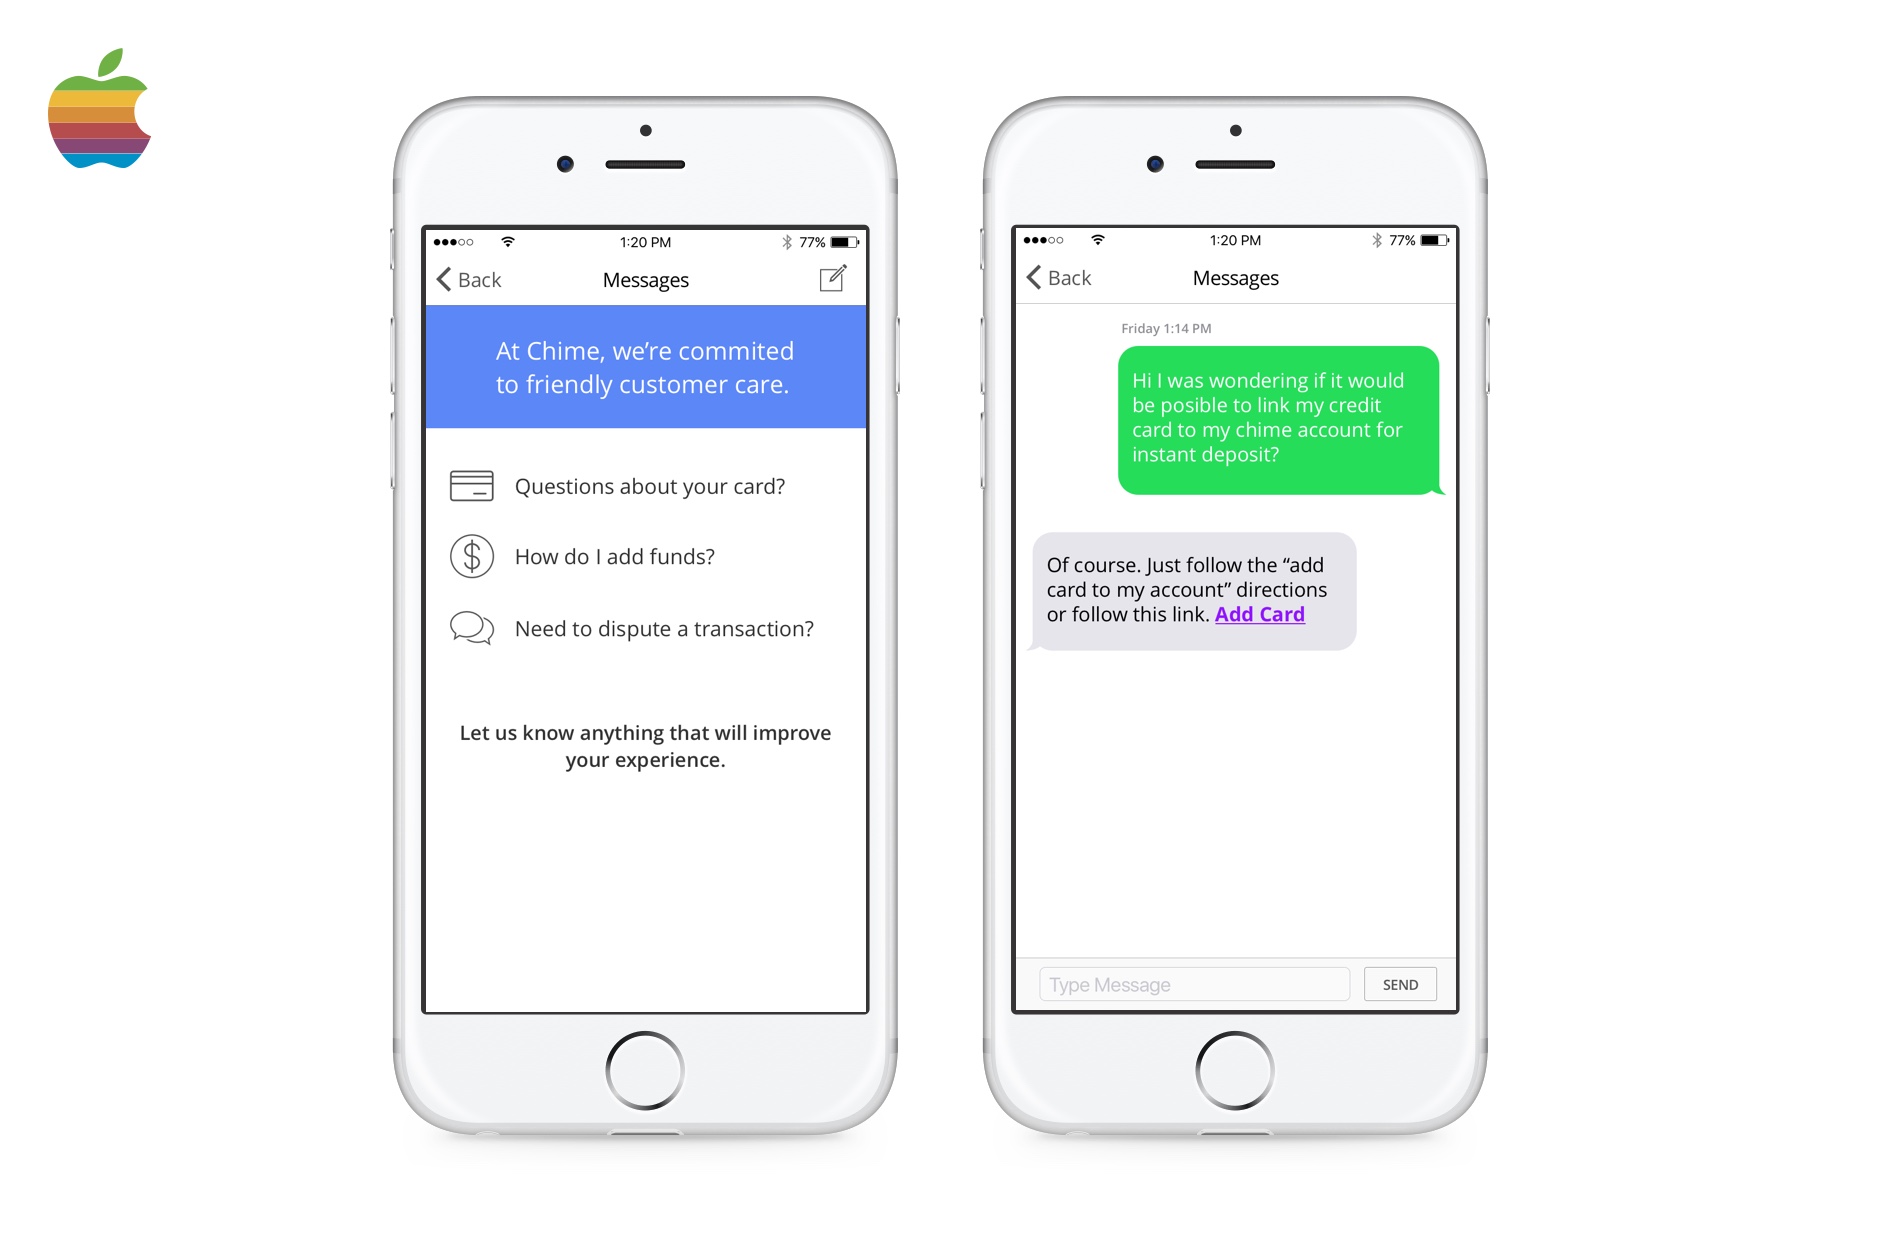 1:20 PM
77%
Back
Messages
At Chime, we’re commited
to friendly customer care.
Questions about your card?
How do I add funds?
Need to dispute a transaction?
Let us know anything that will improve
your experience.
1:20 PM
77%
Back
Messages
Friday 1:14 PM
Hi I was wondering if it would
be posible to link my credit
card to my chime account for
instant deposit?
Of course. Just follow the “add
card to my account” directions
or follow this link. Add Card
Type Message
SEND